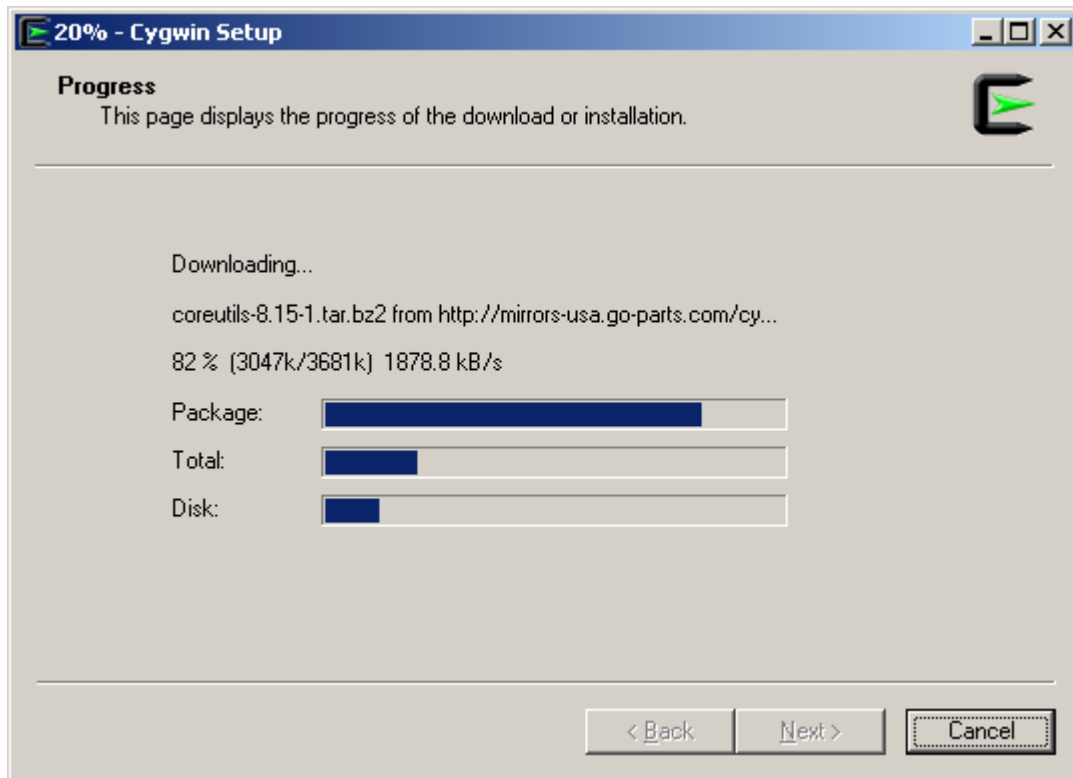 20% - Cygwin Setup
Progress
This page displays the progress of the download or installation.
Downloading...
coreutils-8.15-1.tar.bz2 from http://mirrors-usa.go-parts.com/cy...
82 % (3047k/3681k) 1878.8 kB/s
Package:
Total:
Disk:
< Back Next > Cancel